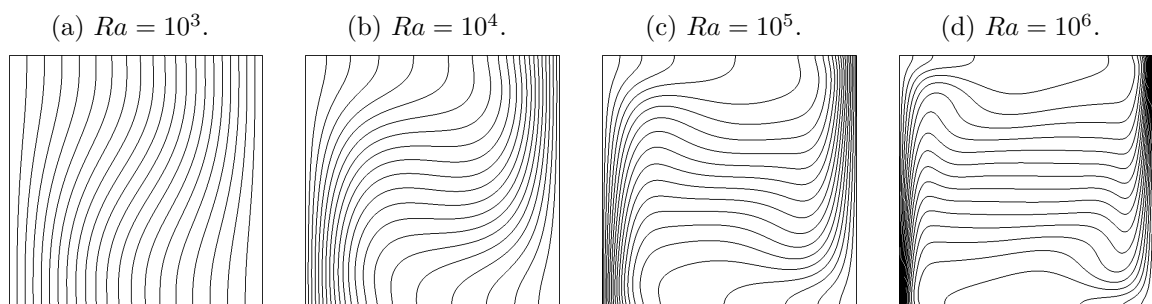 (a) Ra = 10³.
(b) Ra = 10⁴.
(c) Ra = 10⁵.
(d) Ra = 10⁶.